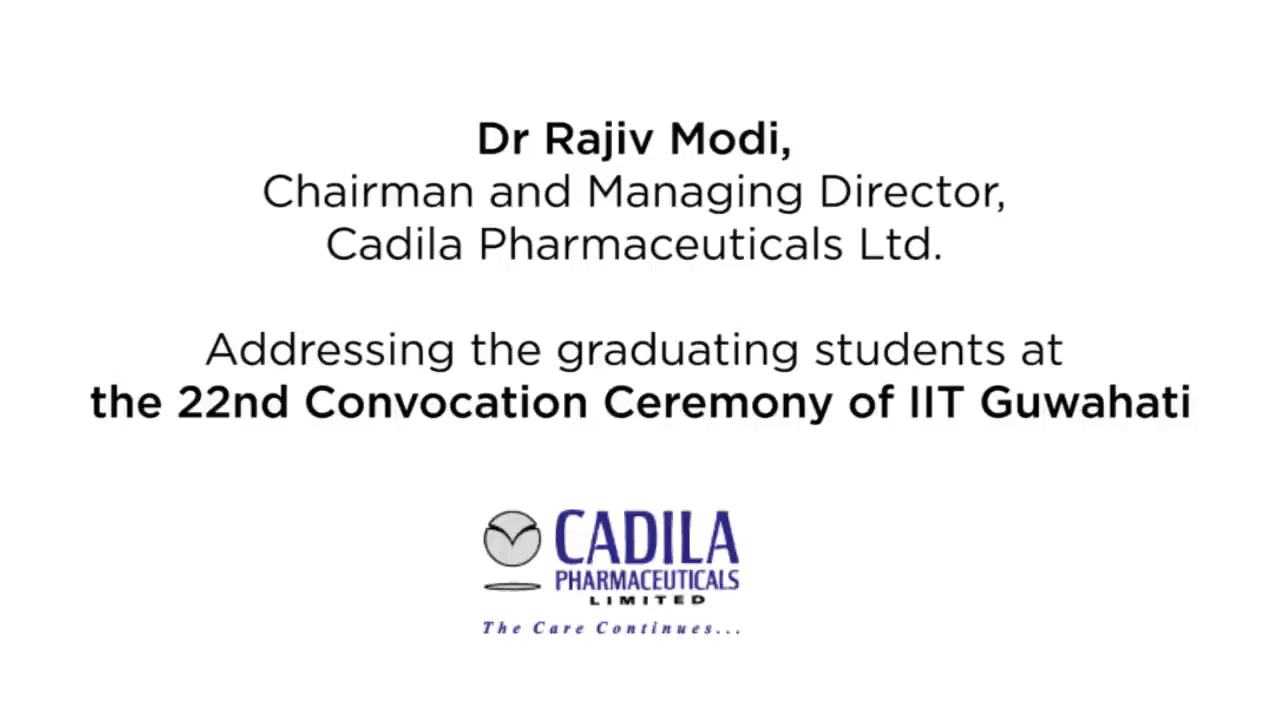 Dr Rajiv Modi,
Chairman and Managing Director,
Cadila Pharmaceuticals Ltd.
Addressing the graduating students at
the 22nd Convocation Ceremony of IIT Guwahati
CADILA
PHARMACEUTICALS
LIMITED
The Care Continues...